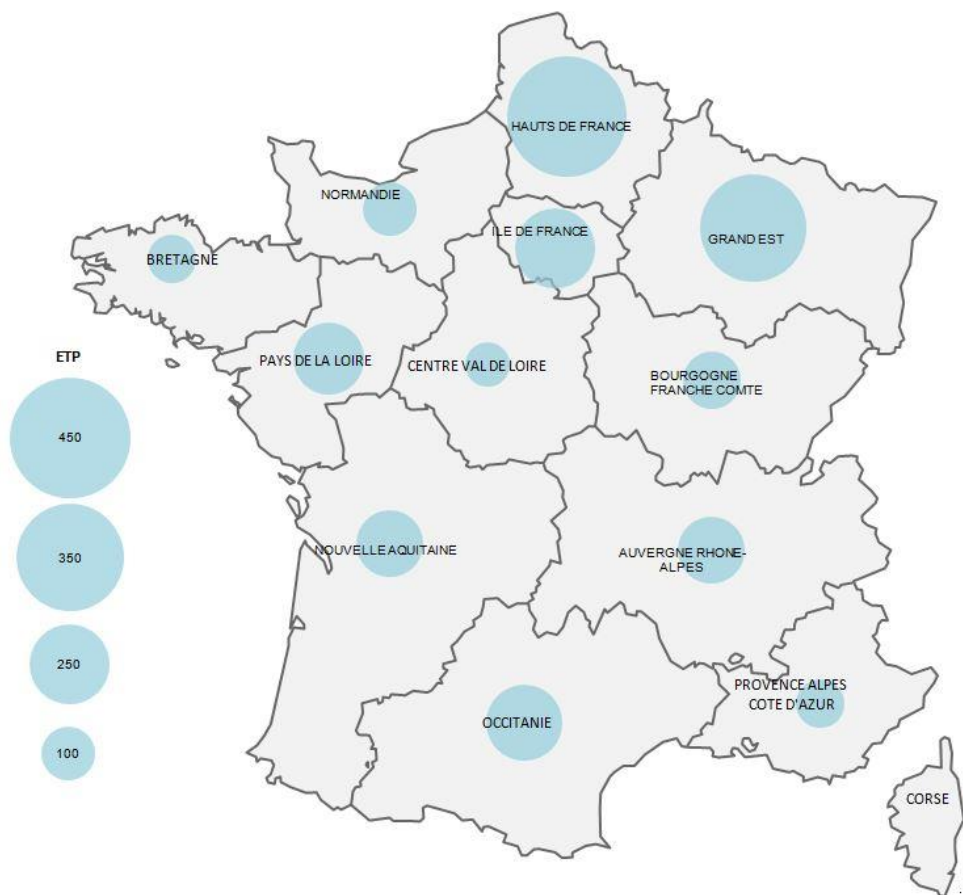 HAUTS DE FRANCE
NORMANDIE
ILE DE FRANCE
GRAND EST
BRETAGNE
PAYS DE LA LOIRE
CENTRE VAL DE LOIRE
BOURGOGNE
FRANCHE COMTE
NOUVELLE AQUITAINE
AUVERGNE RHONE-
ALPES
PROVENCE ALPES
COTE D'AZUR
OCCITANIE
CORSE
ETP
450
350
250
100